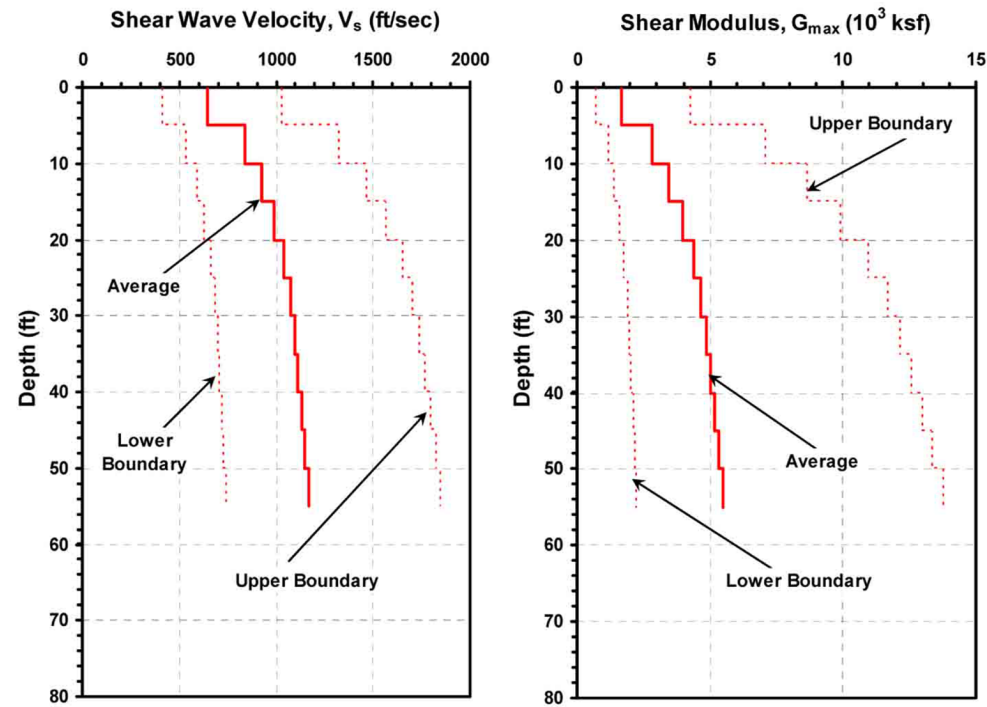 Shear Wave Velocity, Vs (ft/sec)
0 500 1000 1500 2000
0
10
20
30
40
50
60
70
80
Depth (ft)
Average
Lower
Boundary
Upper Boundary
Shear Modulus, Gmax (10³ ksf)
0 5 10 15
0
10
20
30
40
50
60
70
80
Depth (ft)
Upper Boundary
Average
Lower Boundary